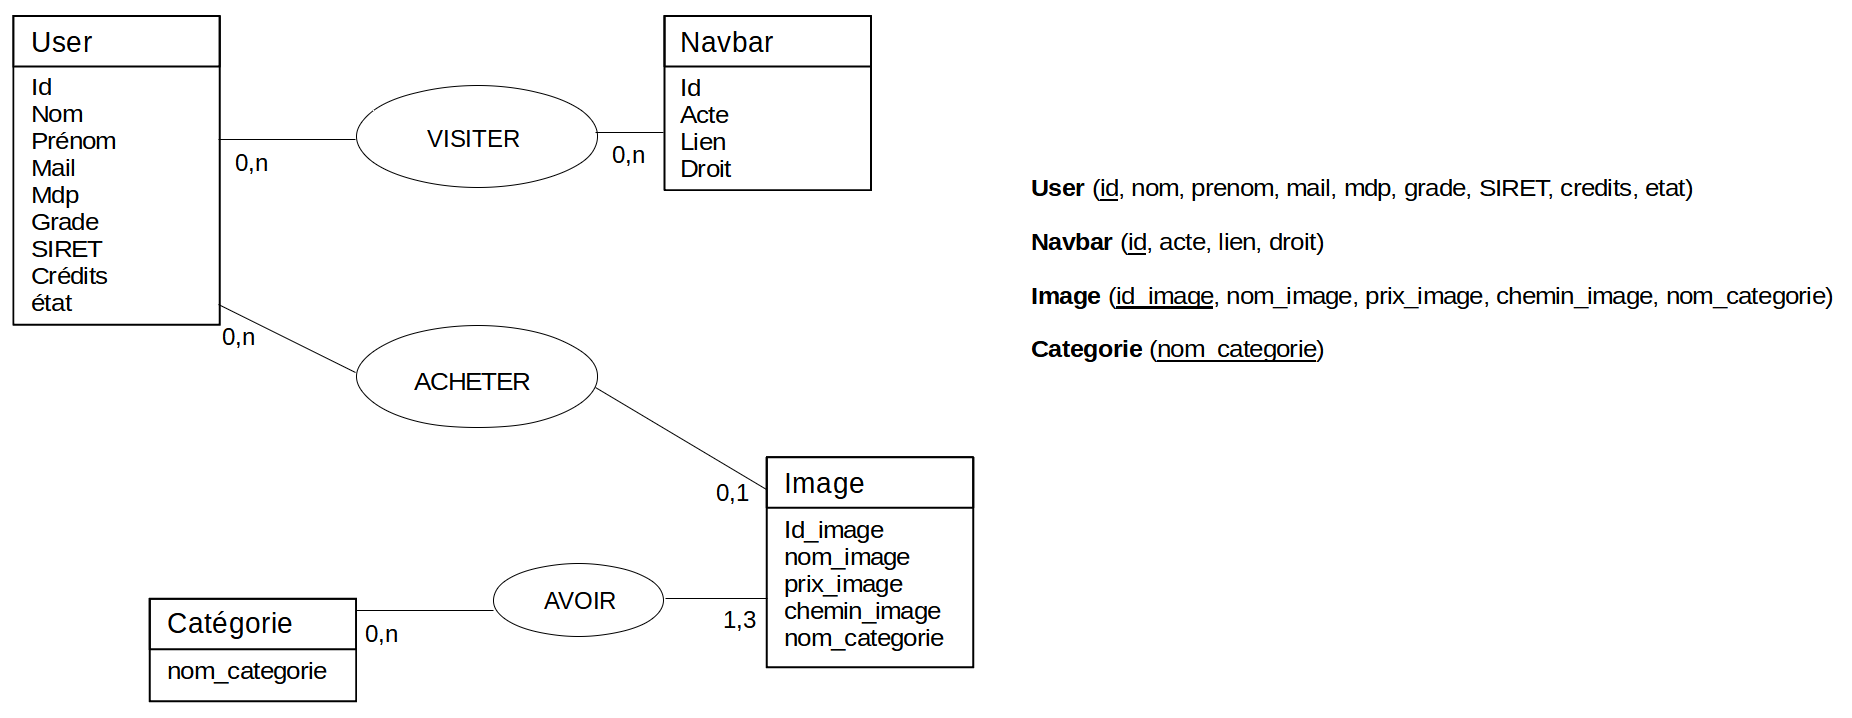 User
Id
Nom
Prénom
Mail
Mdp
Grade
SIRET
Crédits
état
0,n
VISITER
0,n
Navbar
Id
Acte
Lien
Droit
0,n
ACHETER
0,1
Image
Id_image
nom_image
prix_image
chemin_image
nom_categorie
1,3
AVOIR
0,n
Catégorie
nom_categorie
User (id, nom, prenom, mail, mdp, grade, SIRET, credits, etat)
Navbar (id, acte, lien, droit)
Image (id_image, nom_image, prix_image, chemin_image, nom_categorie)
Categorie (nom_categorie)